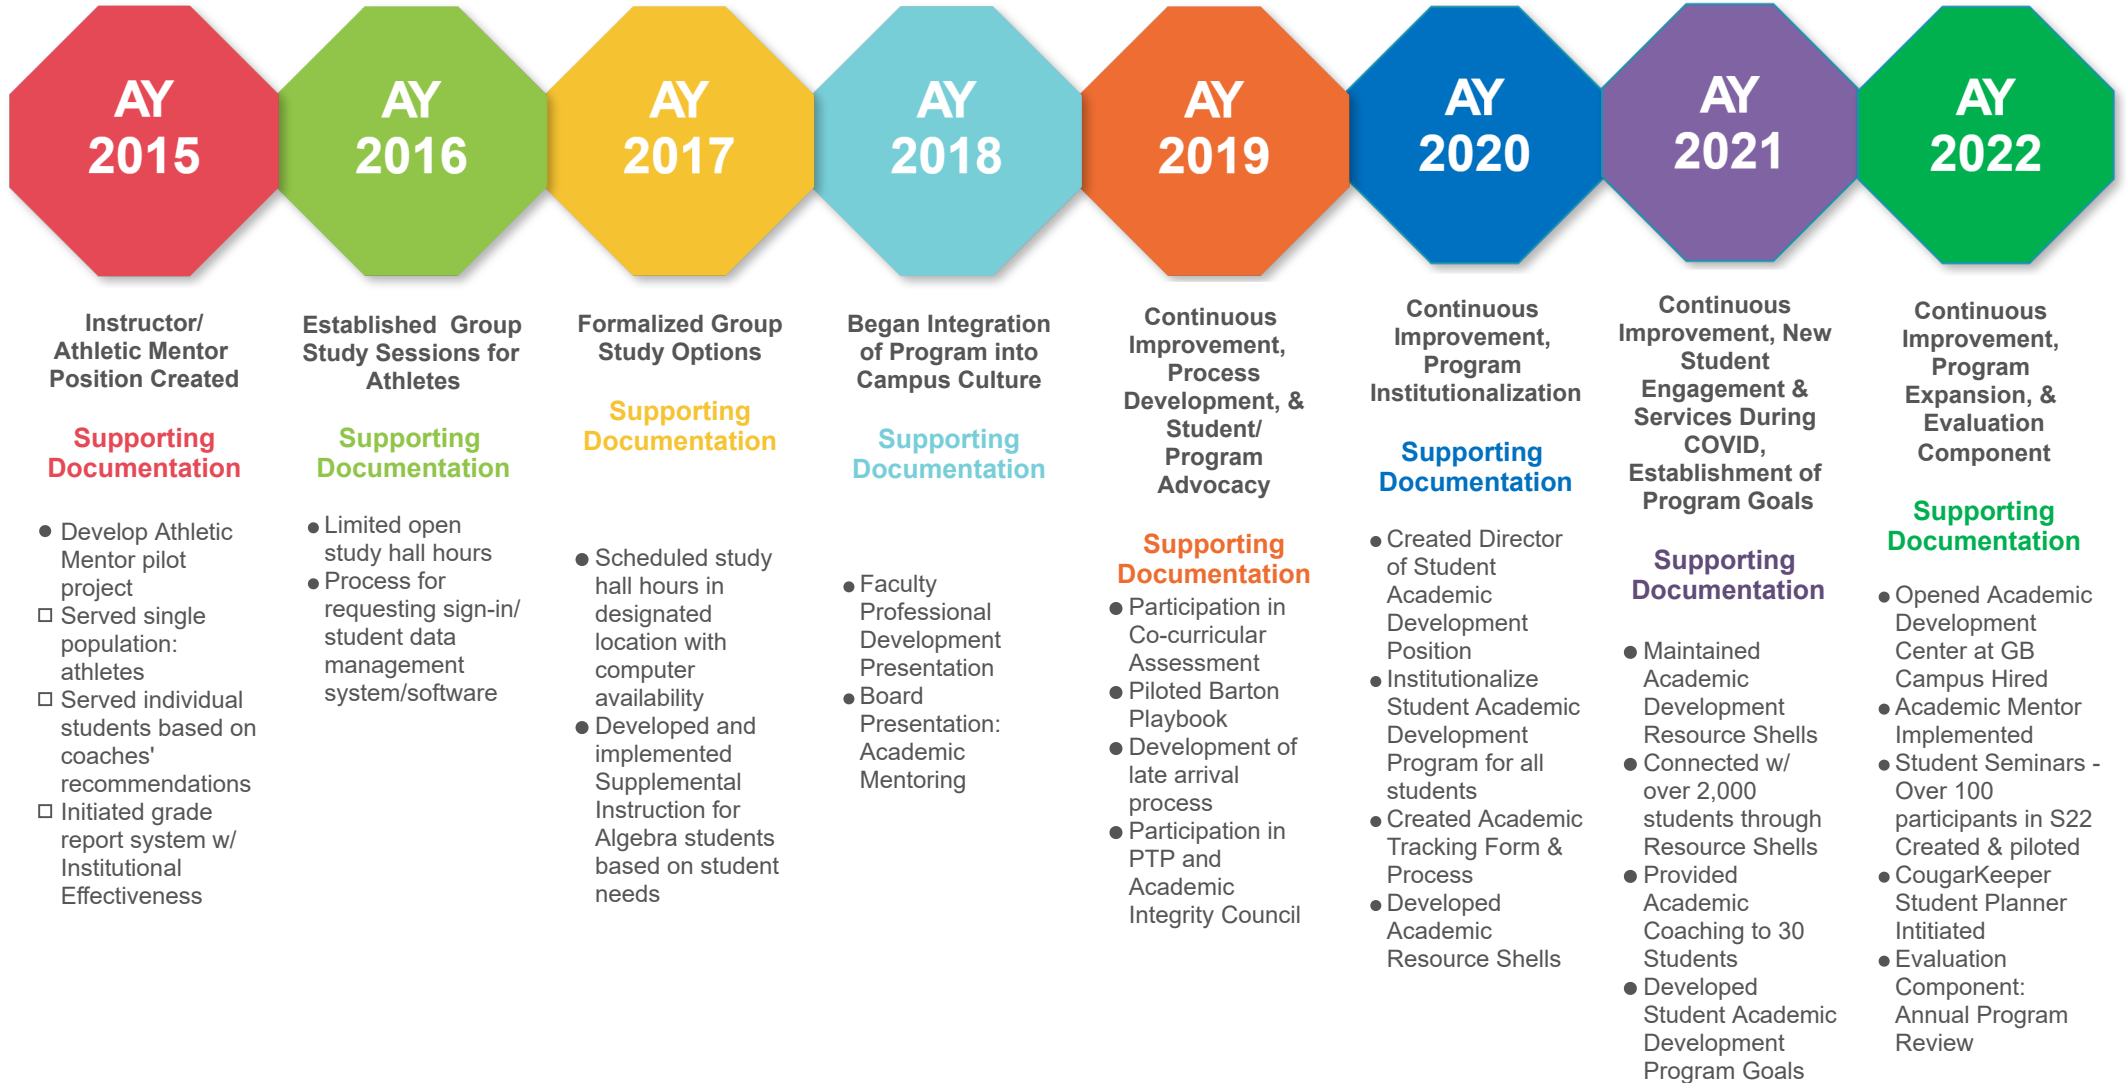 AY
2015
Instructor/
Athletic Mentor
Position Created
Supporting
Documentation
● Develop Athletic
Mentor pilot
project
□ Served single
population:
athletes
□ Served individual
students based on
coaches'
recommendations
□ Initiated grade
report system w/
Institutional
Effectiveness
AY
2016
Established Group
Study Sessions for
Athletes
Supporting
Documentation
● Limited open
study hall hours
● Process for
requesting sign-in/
student data
management
system/software
AY
2017
Formalized Group
Study Options
Supporting
Documentation
● Scheduled study
hall hours in
designated
location with
computer
availability
● Developed and
implemented
Supplemental
Instruction for
Algebra students
based on student
needs
AY
2018
Began Integration
of Program into
Campus Culture
Supporting
Documentation
● Faculty
Professional
Development
Presentation
● Board
Presentation:
Academic
Mentoring
AY
2019
Continuous
Improvement,
Process
Development, &
Student/
Program
Advocacy
Supporting
Documentation
● Participation in
Co-curricular
Assessment
● Piloted Barton
Playbook
● Development of
late arrival
process
● Participation in
PTP and
Academic
Integrity Council
AY
2020
Continuous
Improvement,
Program
Institutionalization
Supporting
Documentation
● Created Director
of Student
Academic
Development
Position
● Institutionalize
Student Academic
Development
Program for all
students
● Created Academic
Tracking Form &
Process
● Developed
Academic
Resource Shells
AY
2021
Continuous
Improvement, New
Student
Engagement &
Services During
COVID,
Establishment of
Program Goals
Supporting
Documentation
● Maintained
Academic
Development
Resource Shells
● Connected w/
over 2,000
students through
Resource Shells
● Provided
Academic
Coaching to 30
Students
● Developed
Student Academic
Development
Program Goals
AY
2022
Continuous
Improvement,
Program
Expansion, &
Evaluation
Component
Supporting
Documentation
● Opened Academic
Development
Center at GB
Campus Hired
● Academic Mentor
Implemented
● Student Seminars -
Over 100
participants in S22
Created & piloted
● CougarKeeper
Student Planner
Intitiated
● Evaluation
Component:
Annual Program
Review